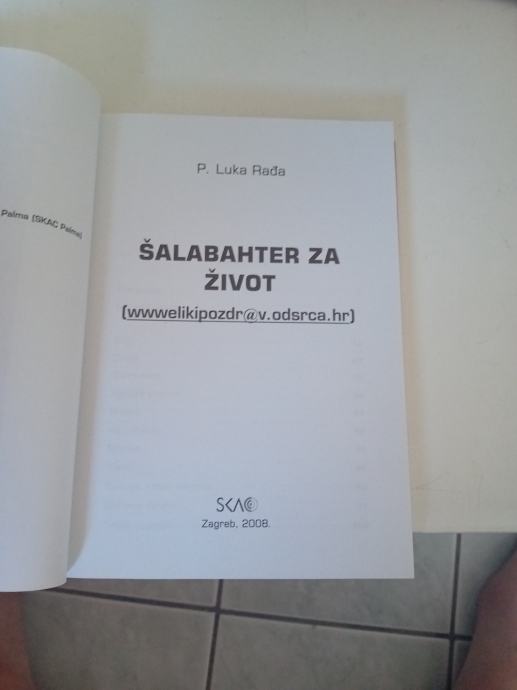 Palma (SKAC Palma)
P. Luka Rađa
ŠALABAHTER ZA
ŽIVOT
(wwwelikipozdr@v.odsrca.hr)
SKAC
Zagreb, 2008.